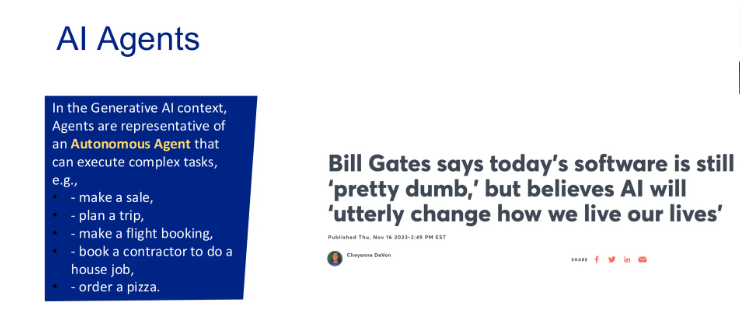 AI Agents
In the Generative AI context,
Agents are representative of
an Autonomous Agent that
can execute complex tasks,
e.g.,
• - make a sale,
• - plan a trip,
• - make a flight booking,
• - book a contractor to do a
house job,
• - order a pizza.
Bill Gates says today’s software is still
‘pretty dumb,’ but believes AI will
‘utterly change how we live our lives’
Published Thu, Nov 16 2023•2:49 PM EST
Cheyenne DeVon
SHARE